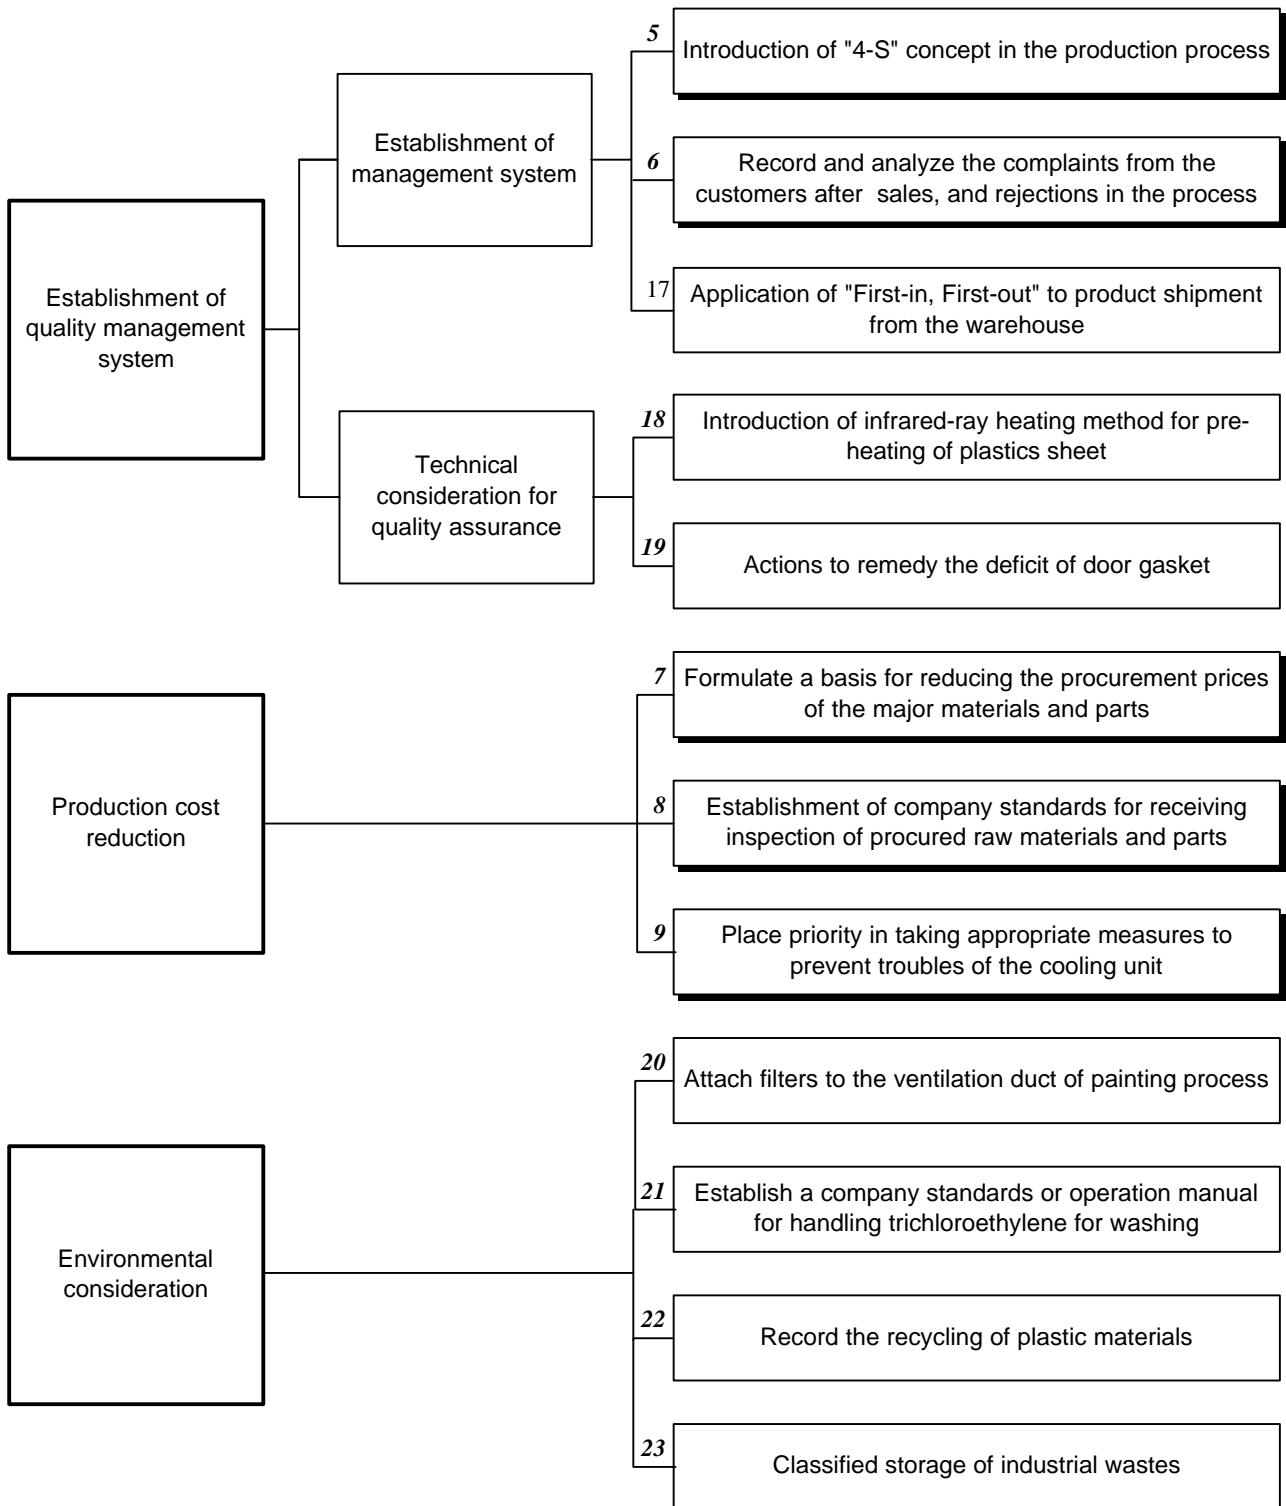 5
Introduction of "4-S" concept in the production process
Establishment of
management system
6
Record and analyze the complaints from the
customers after  sales, and rejections in the process
Establishment of
quality management
system
17
Application of "First-in, First-out" to product shipment
from the warehouse
18
Introduction of infrared-ray heating method for pre-
heating of plastics sheet
Technical
consideration for
quality assurance
19
Actions to remedy the deficit of door gasket
7
Formulate a basis for reducing the procurement prices
of the major materials and parts
Production cost
reduction
8
Establishment of company standards for receiving
inspection of procured raw materials and parts
9
Place priority in taking appropriate measures to
prevent troubles of the cooling unit
20
Attach filters to the ventilation duct of painting process
21
Establish a company standards or operation manual
for handling trichloroethylene for washing
Environmental
consideration
22
Record the recycling of plastic materials
23
Classified storage of industrial wastes